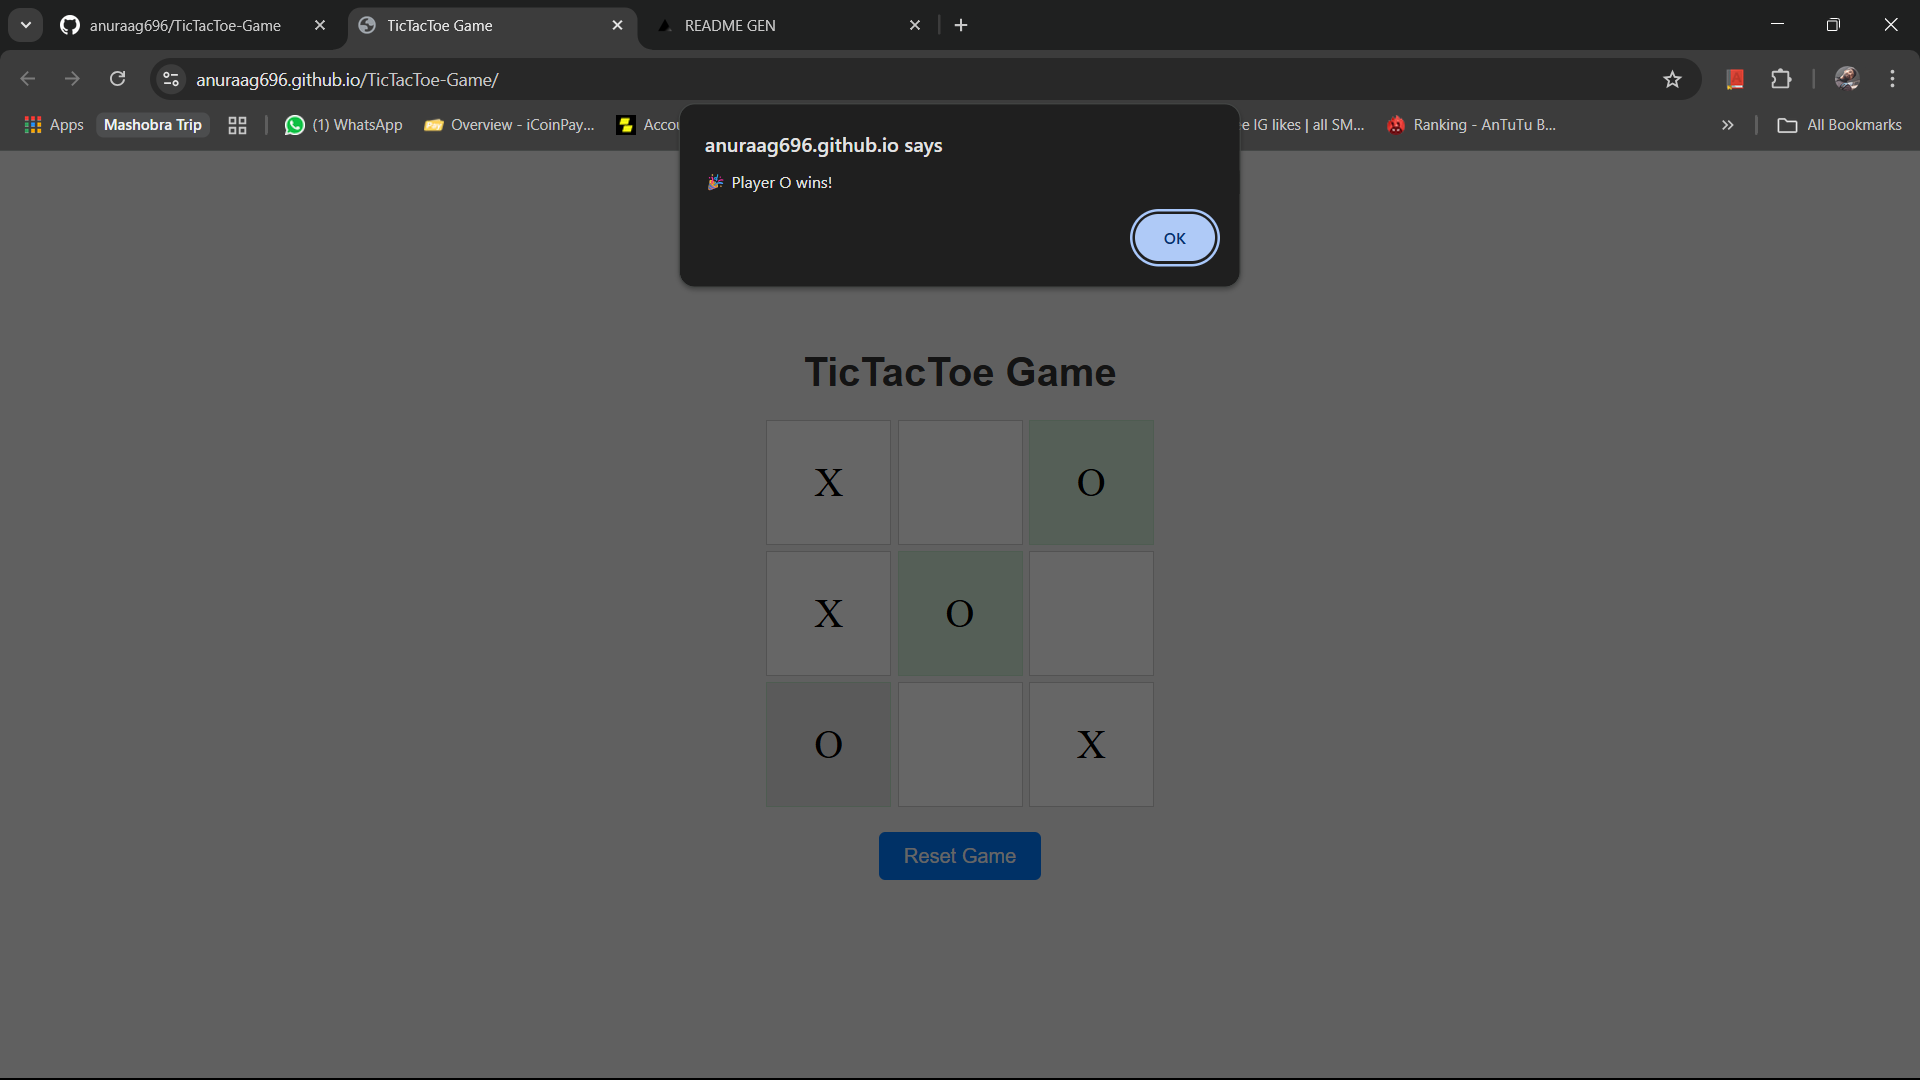 anuraag696/TicTacToe-Game
TicTacToe Game
README GEN
anuraag696.github.io/TicTacToe-Game/
Apps
Mashobra Trip
(1) WhatsApp
Overview - iCoinPay...
Accou
e IG likes | all SM...
Ranking - AnTuTu B...
All Bookmarks
anuraag696.github.io says
🎉 Player O wins!
OK
TicTacToe Game
X O
X O
O X
Reset Game